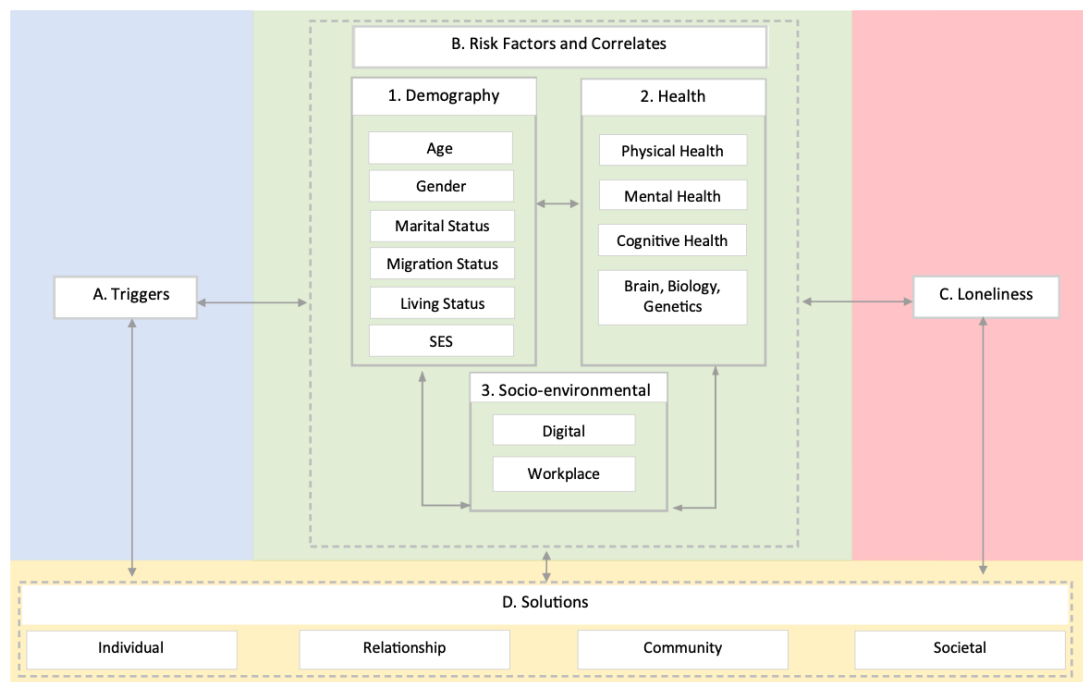 B. Risk Factors and Correlates
1. Demography
Age
Gender
Marital Status
Migration Status
Living Status
SES
2. Health
Physical Health
Mental Health
Cognitive Health
Brain, Biology,
Genetics
3. Socio-environmental
Digital
Workplace
A. Triggers
C. Loneliness
D. Solutions
Individual
Relationship
Community
Societal